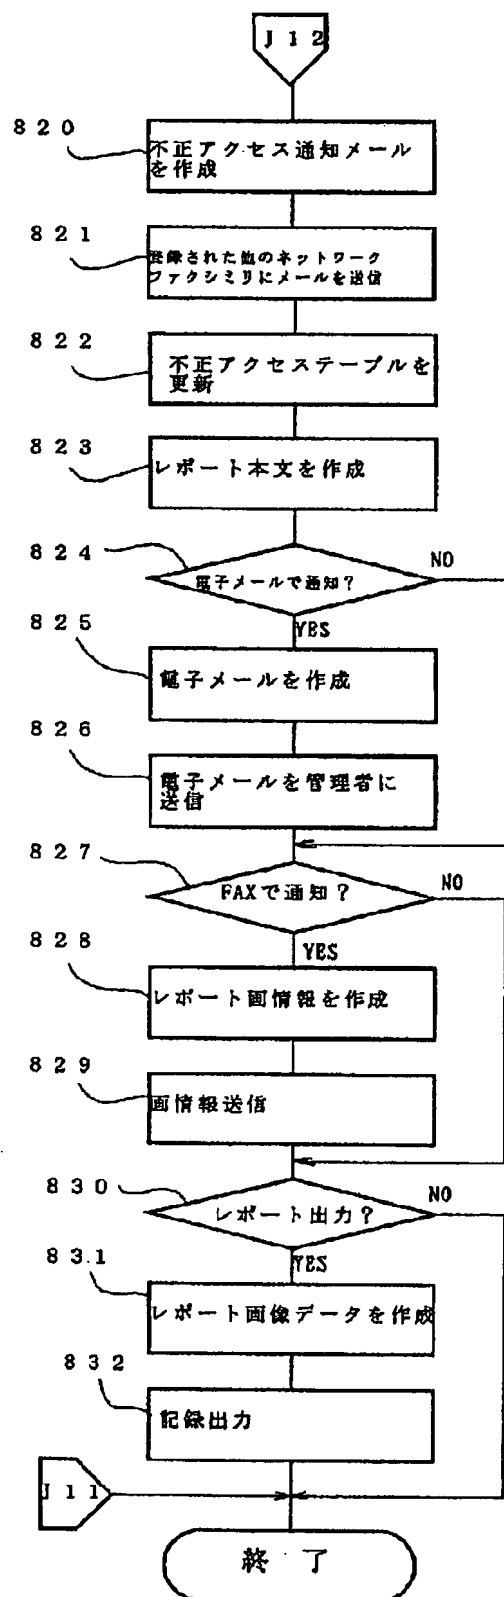 J12
820
不正アクセス通知メール
を作成
821
登録された他のネットワーク
ファクシミリにメールを送信
822
不正アクセステーブルを
更新
823
レポート本文を作成
824
電子メールで通知？
NO
YES
825
電子メールを作成
826
電子メールを管理者に
送信
827
FAXで通知？
NO
YES
828
レポート画情報を作成
829
画情報送信
830
レポート出力？
NO
YES
831
レポート画像データを作成
832
記録出力
J11
終了